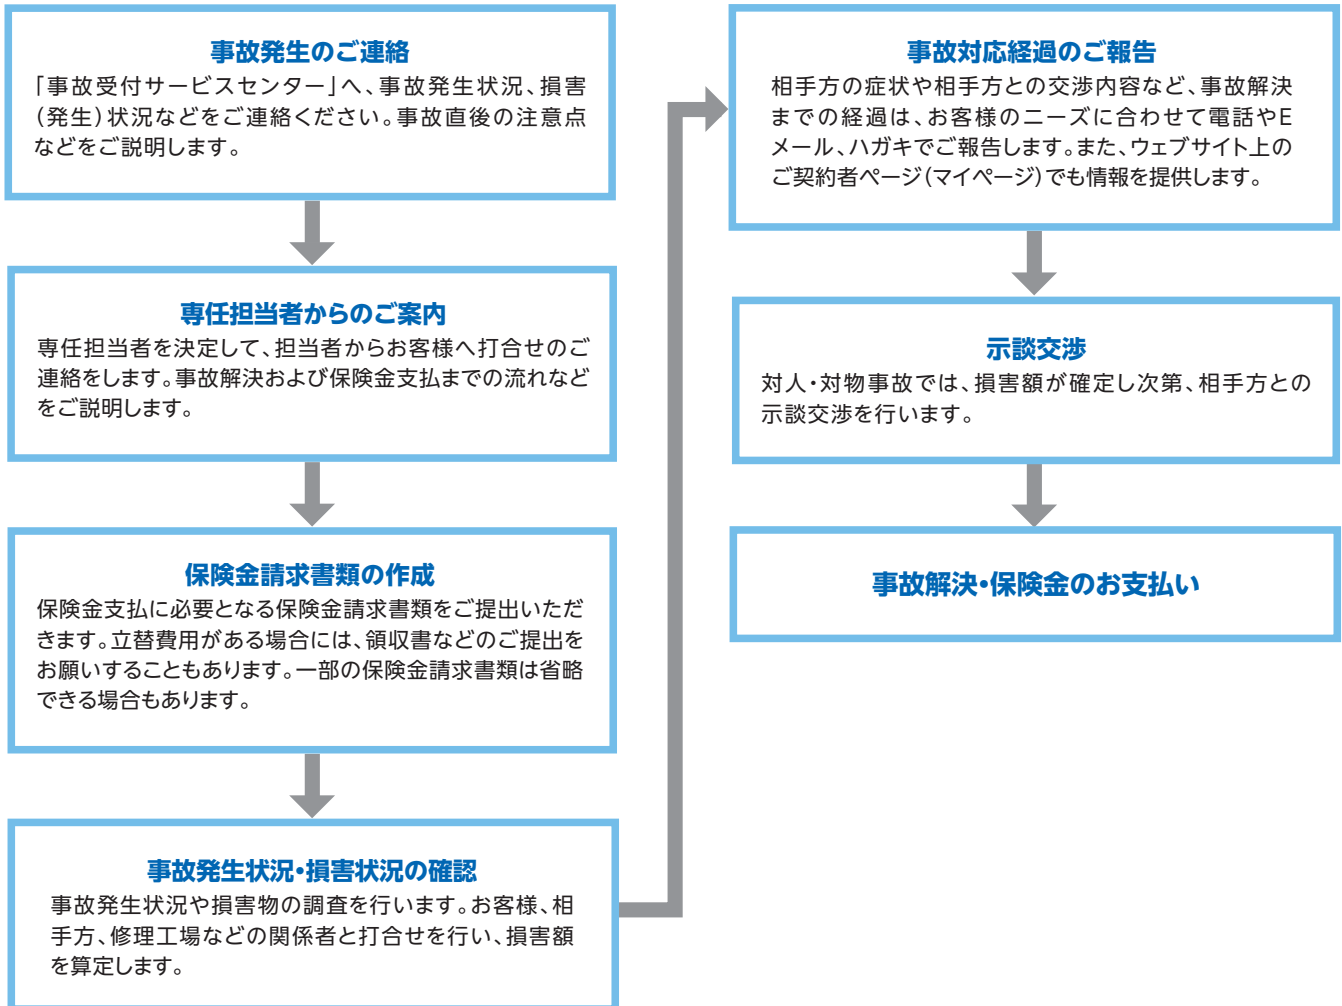 事故発生のご連絡
「事故受付サービスセンター」へ、事故発生状況、損害
（発生）状況などをご連絡ください。事故直後の注意点
などをご説明します。
専任担当者からのご案内
専任担当者を決定して、担当者からお客様へ打合せのご
連絡をします。事故解決および保険金支払までの流れなど
をご説明します。
保険金請求書類の作成
保険金支払に必要となる保険金請求書類をご提出いただ
きます。立替費用がある場合には、領収書などのご提出を
お願いすることもあります。一部の保険金請求書類は省略
できる場合もあります。
事故発生状況・損害状況の確認
事故発生状況や損害物の調査を行います。お客様、相
手方、修理工場などの関係者と打合せを行い、損害額
を算定します。
事故対応経過のご報告
相手方の症状や相手方との交渉内容など、事故解決
までの経過は、お客様のニーズに合わせて電話やE
メール、ハガキでご報告します。また、ウェブサイト上の
ご契約者ページ（マイページ）でも情報を提供します。
示談交渉
対人・対物事故では、損害額が確定し次第、相手方との
示談交渉を行います。
事故解決・保険金のお支払い